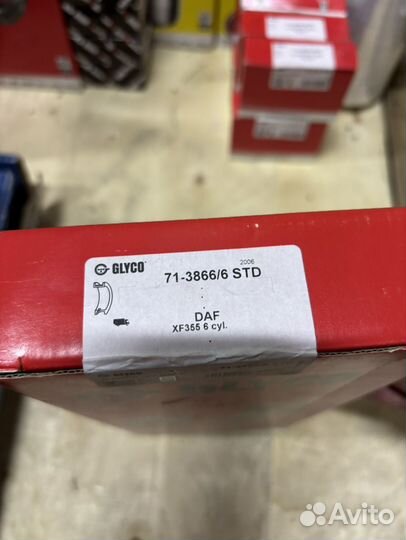 GLYCO
71-3866/6 STD
2006
DAF
XF355 6 cyl.
Avito